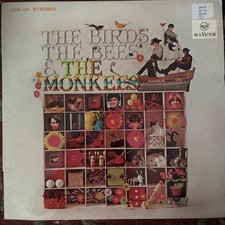 STEREO
THE BIRDS,
THE BEES
& THE
MONKEES
RCA VICTOR